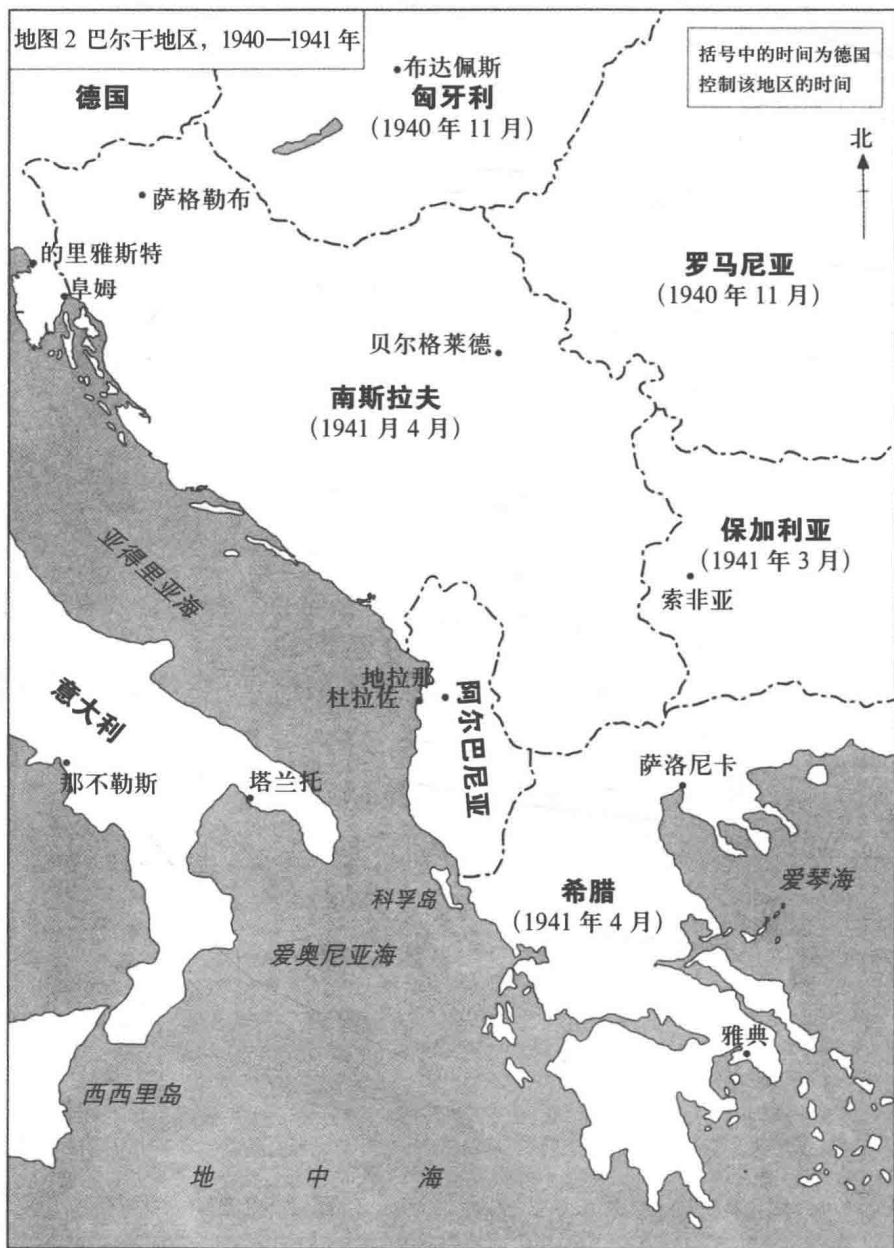 地图 2 巴尔干地区，1940—1941 年
括号中的时间为德国
控制该地区的时间
北
布达佩斯
德国
匈牙利
（1940 年 11 月）
萨格勒布
的里雅斯特
阜姆
罗马尼亚
（1940 年 11 月）
贝尔格莱德
南斯拉夫
（1941 月 4 月）
保加利亚
（1941 年 3 月）
索非亚
亚得里亚海
地拉那
杜拉佐
阿尔巴尼亚
意大利
那不勒斯
塔兰托
萨洛尼卡
科孚岛
希腊
（1941 年 4 月）
爱琴海
爱奥尼亚海
雅典
西西里岛
地中海